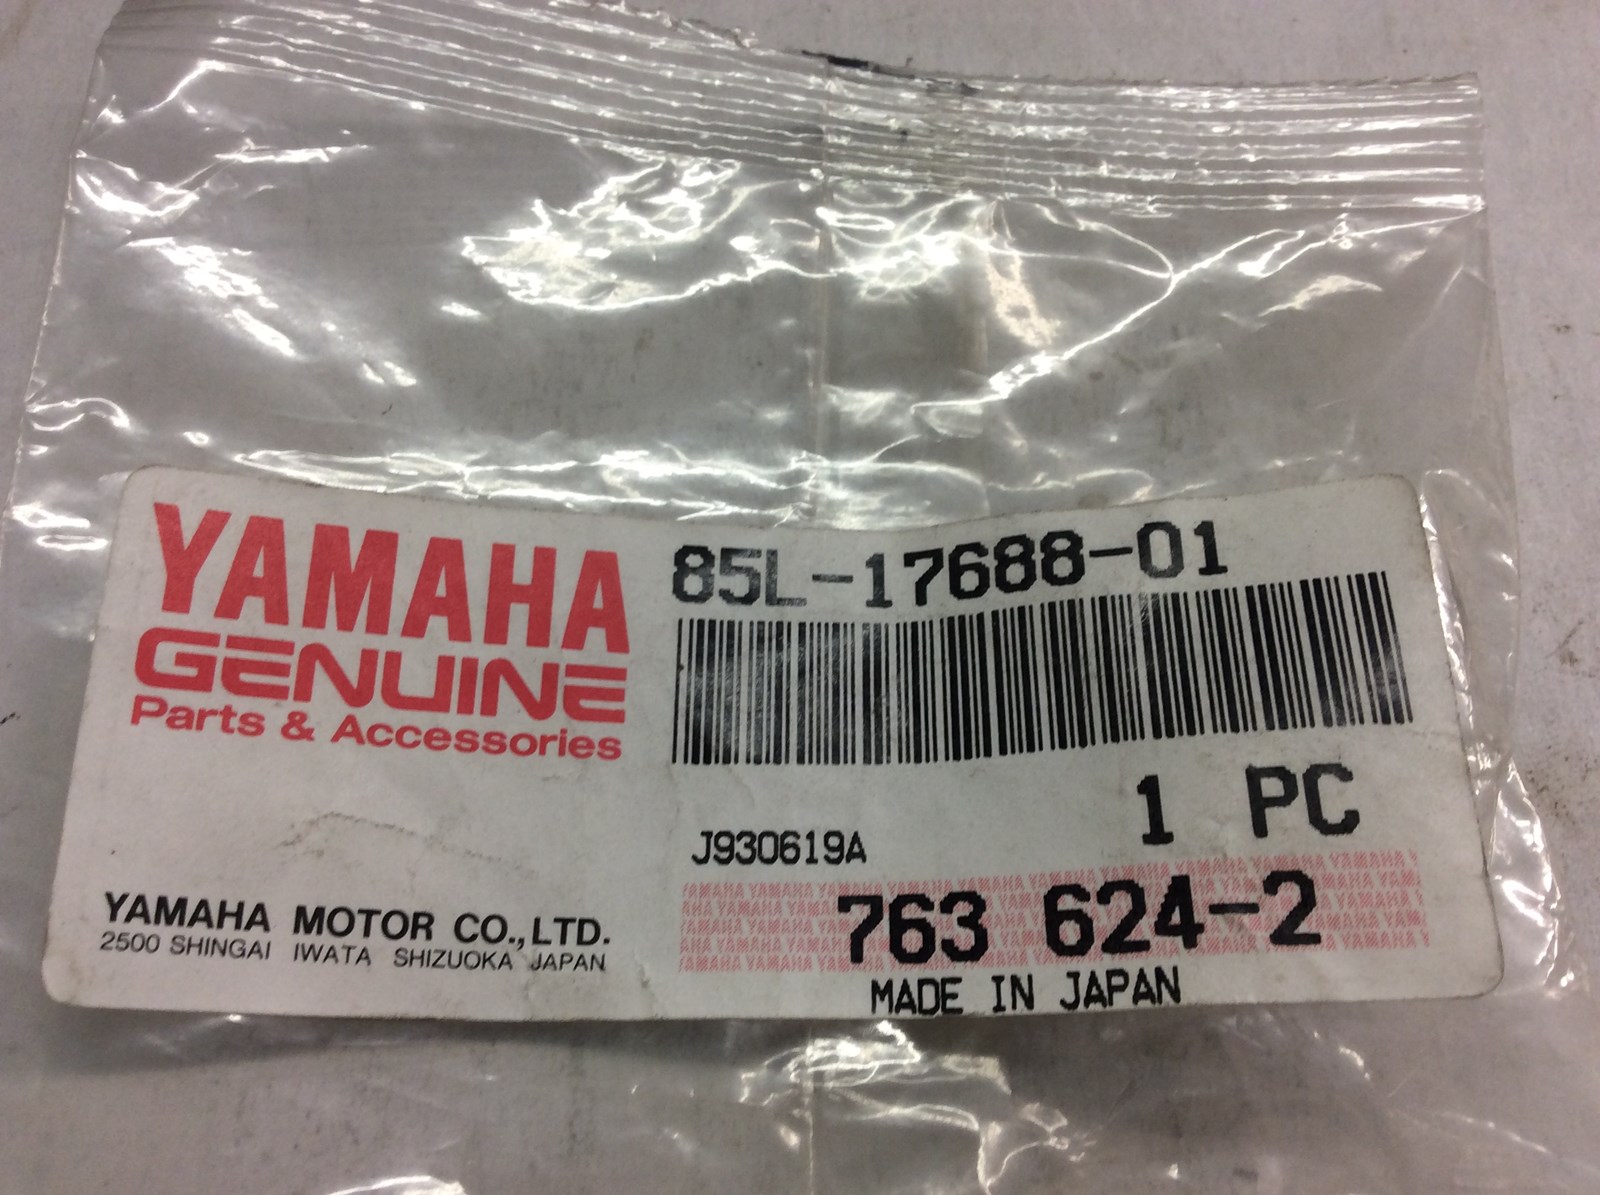 YAMAHA
GENUINE
Parts & Accessories
YAMAHA MOTOR CO., LTD.
2500 SHINGAI IWATA SHIZUOKA JAPAN
85L-17688-01
1 PC
J930619A
763 624-2
MADE IN JAPAN